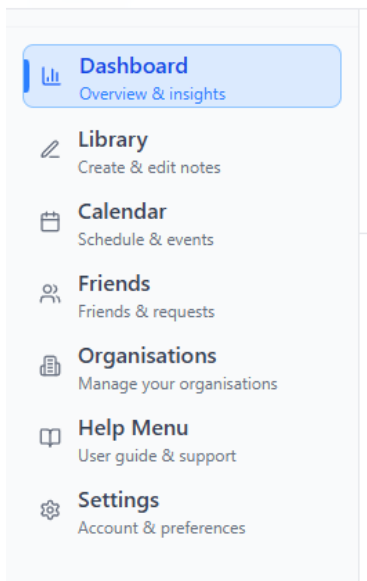 Dashboard
Overview & insights
Library
Create & edit notes
Calendar
Schedule & events
Friends
Friends & requests
Organisations
Manage your organisations
Help Menu
User guide & support
Settings
Account & preferences